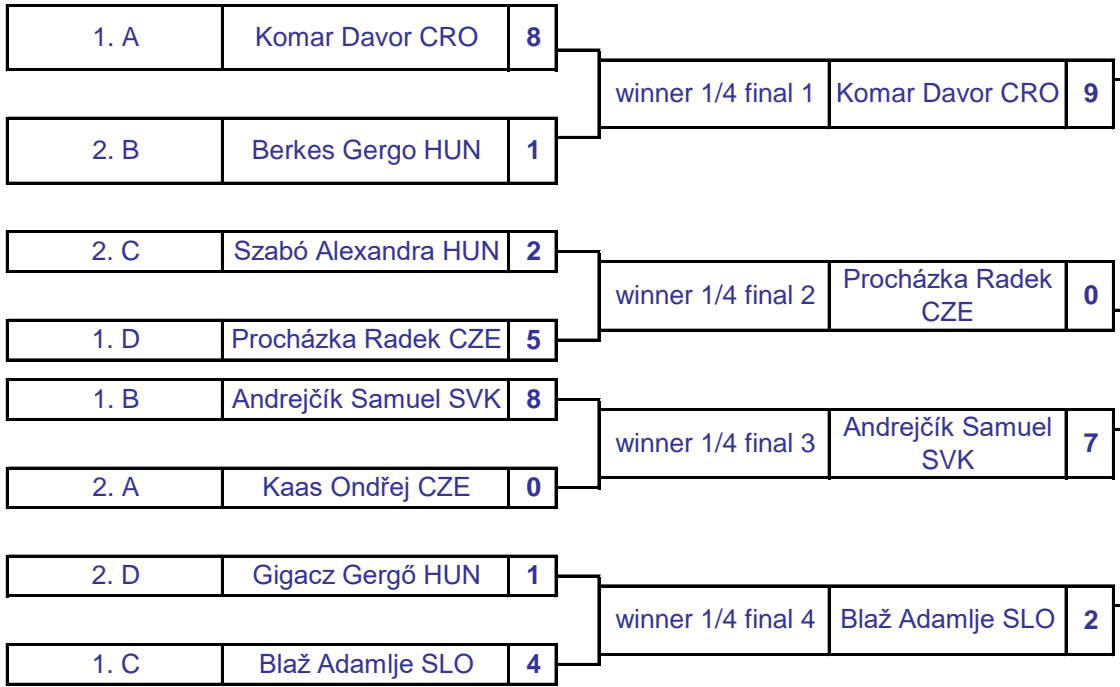 1. A Komar Davor CRO 8
winner 1/4 final 1 Komar Davor CRO 9
2. B Berkes Gergo HUN 1
2. C Szabó Alexandra HUN 2
winner 1/4 final 2 Procházka Radek
CZE 0
1. D Procházka Radek CZE 5
1. B Andrejčík Samuel SVK 8
winner 1/4 final 3 Andrejčík Samuel
SVK 7
2. A Kaas Ondřej CZE 0
2. D Gigacz Gergő HUN 1
winner 1/4 final 4 Blaž Adamlje SLO 2
1. C Blaž Adamlje SLO 4